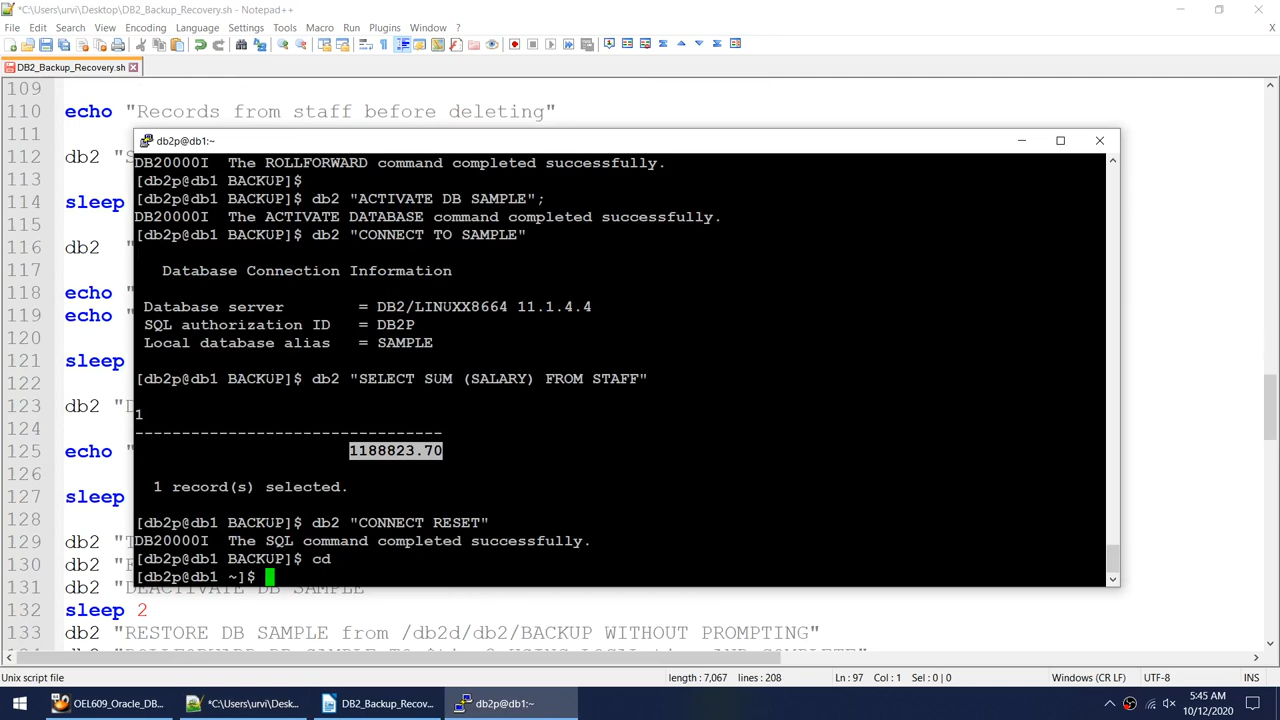 *C:\Users\urvi\Desktop\DB2_Backup_Recovery.sh - Notepad++
File Edit Search View Encoding Language Settings Tools Macro Run Plugins Window ?
X
DB2_Backup_Recovery.sh
109
110 echo "Records from staff before deleting"
111
db2p@db1:~
112 db2 "S
DB20000I  The ROLLFORWARD command completed successfully.
113
[db2p@db1 BACKUP]$
114 sleep
[db2p@db1 BACKUP]$ db2 "ACTIVATE DB SAMPLE";
DB20000I  The ACTIVATE DATABASE command completed successfully.
115
[db2p@db1 BACKUP]$ db2 "CONNECT TO SAMPLE"
116 db2  "
117
Database Connection Information
118 echo "
Database server        = DB2/LINUXX8664 11.1.4.4
119 echo "
SQL authorization ID   = DB2P
120
Local database alias   = SAMPLE
121 sleep
[db2p@db1 BACKUP]$ db2 "SELECT SUM (SALARY) FROM STAFF"
122
123 db2 "D
1
124
---------------------------------
125 echo "
1188823.70
126
1 record(s) selected.
127 sleep
128
[db2p@db1 BACKUP]$ db2 "CONNECT RESET"
129 db2 "T
DB20000I  The SQL command completed successfully.
130 db2 "F
[db2p@db1 BACKUP]$ cd
[db2p@db1 ~]$
131 db2 "DEACTIVATE DB SAMPLE
132 sleep 2
133 db2 "RESTORE DB SAMPLE from /db2d/db2/BACKUP WITHOUT PROMPTING"
Unix script file length : 7,067 lines : 208 Ln : 97 Col : 1 Sel : 0 | 0 Windows (CR LF) UTF-8 INS
OEL609_Oracle_DB... *C:\Users\urvi\Deskt... DB2_Backup_Recov... db2p@db1:~
5:45 AM
10/12/2020